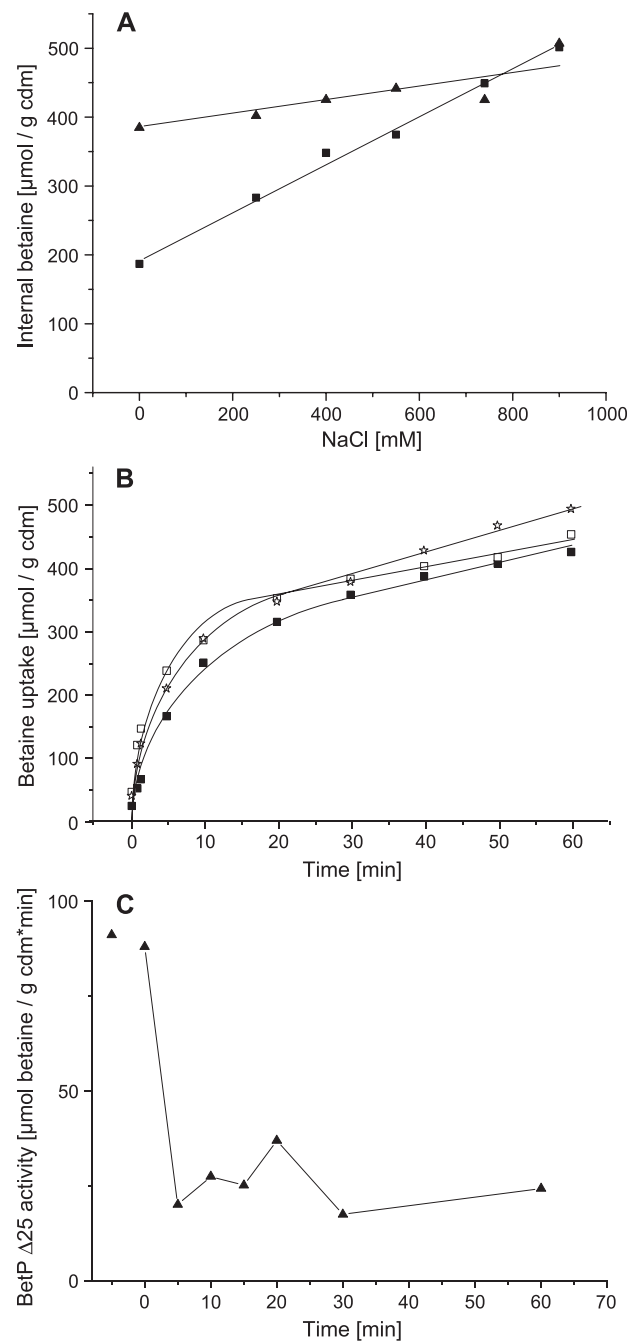 A
Internal betaine [µmol / g cdm]
500
400
300
200
100
0
0 200 400 600 800 1000
NaCl [mM]
B
Betaine uptake [µmol / g cdm]
500
400
300
200
100
0
0 10 20 30 40 50 60
Time [min]
C
BetP Δ25 activity [µmol betaine / g cdm*min]
100
50
0
0 10 20 30 40 50 60 70
Time [min]